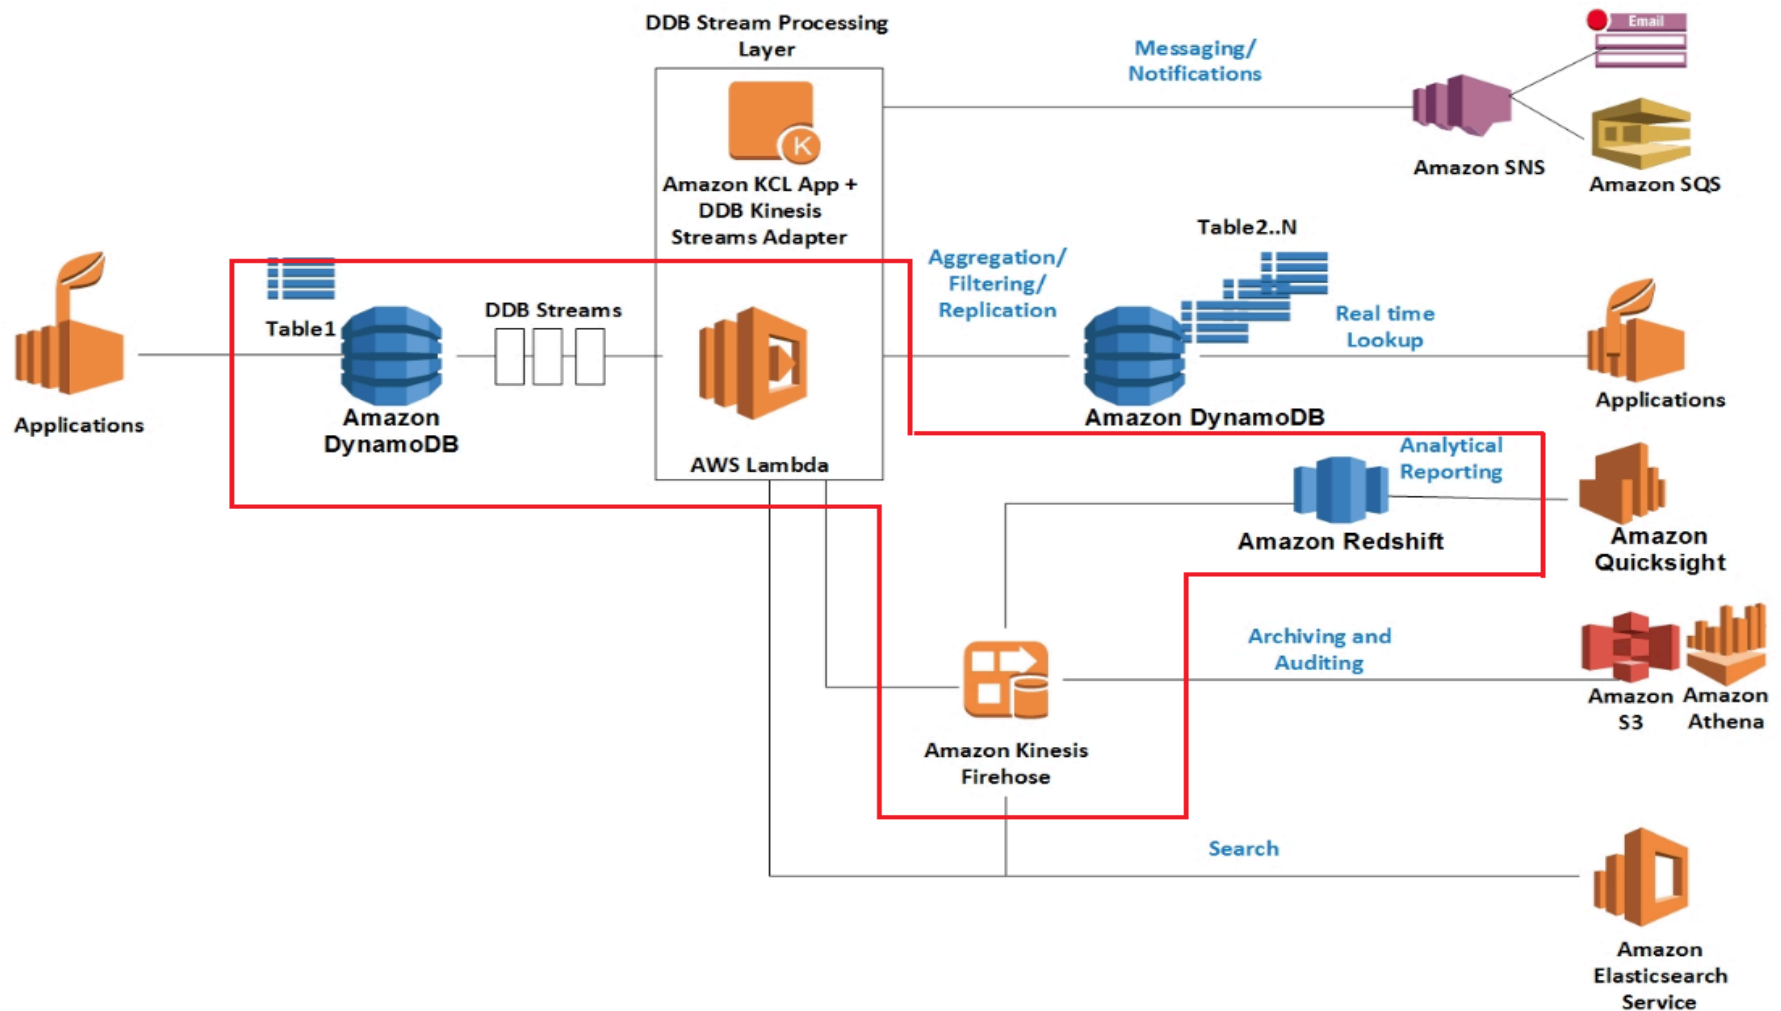 DDB Stream Processing
Layer
Messaging/
Notifications
Email
Amazon SNS
Amazon SQS
K
Amazon KCL App +
DDB Kinesis
Streams Adapter
Table2..N
Applications
Table1
Amazon
DynamoDB
DDB Streams
AWS Lambda
Aggregation/
Filtering/
Replication
Amazon DynamoDB
Real time
Lookup
Applications
Analytical
Reporting
Amazon Redshift
Amazon
Quicksight
Amazon Kinesis
Firehose
Archiving and
Auditing
Amazon
S3
Amazon
Athena
Search
Amazon
Elasticsearch
Service